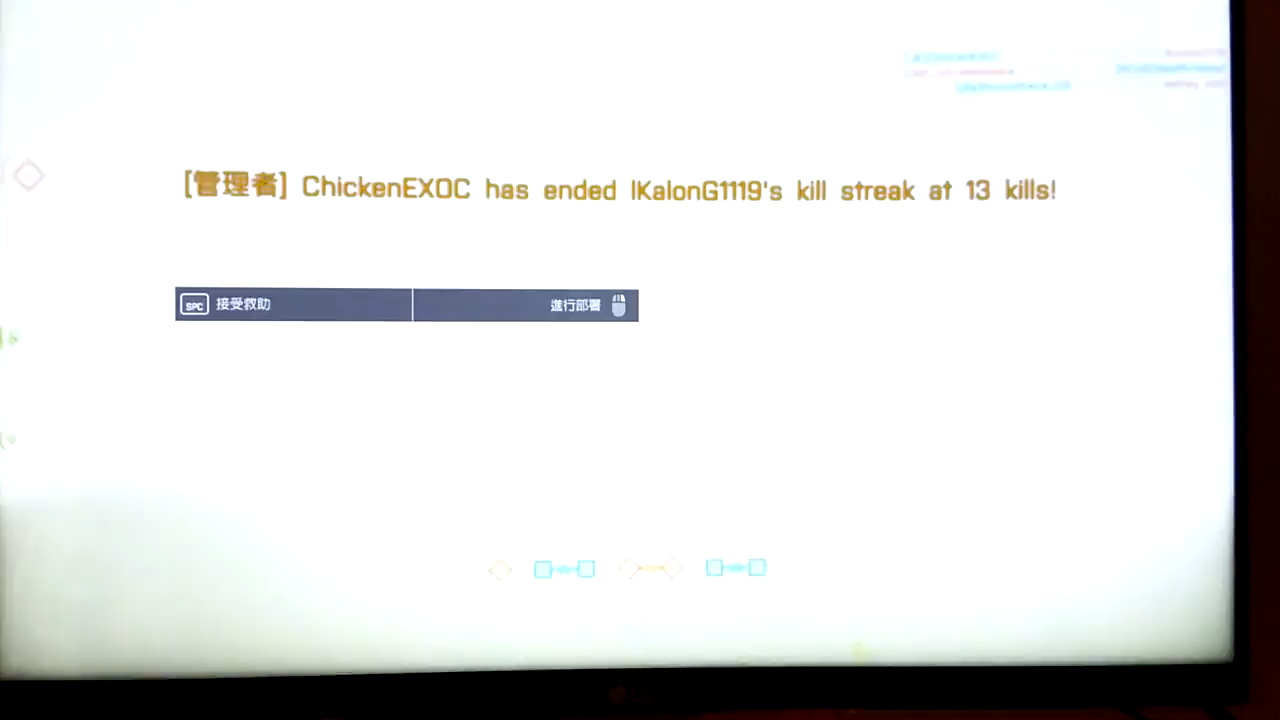 [管理者] ChickenEXOC has ended IKalonG1119's kill streak at 13 kills!
SPC 接受救助
進行部署